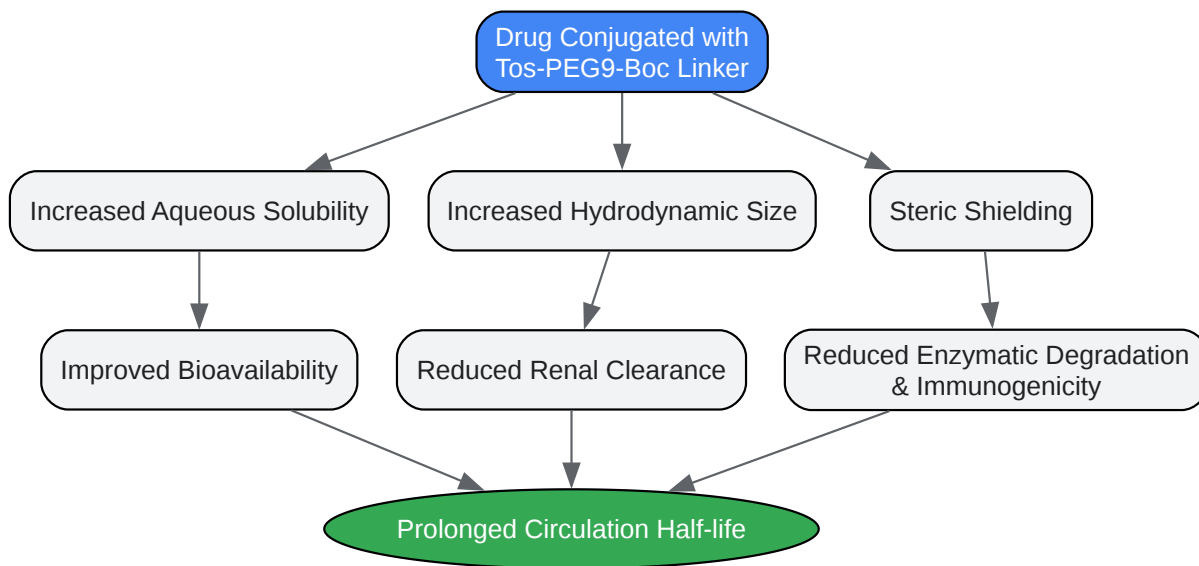 Drug Conjugated with
Tos-PEG9-Boc Linker
Increased Aqueous Solubility
Increased Hydrodynamic Size
Steric Shielding
Improved Bioavailability
Reduced Renal Clearance
Reduced Enzymatic Degradation
& Immunogenicity
Prolonged Circulation Half-life